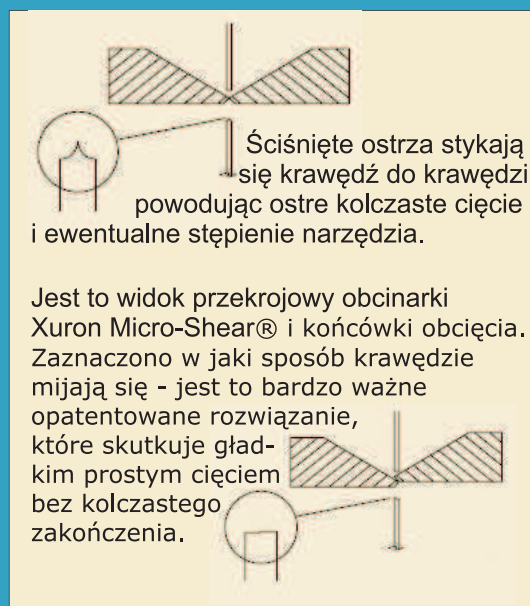 Ściśnięte ostrza stykają
się krawędź do krawędzi
powodując ostre kolczaste cięcie
i ewentualne stępienie narzędzia.
Jest to widok przekrojowy obcinarki
Xuron Micro-Shear® i końcówki obcięcia.
Zaznaczono w jaki sposób krawędzie
mijają się - jest to bardzo ważne
opatentowane rozwiązanie,
które skutkuje gład-
kim prostym cięciem
bez kolczastego
zakończenia.